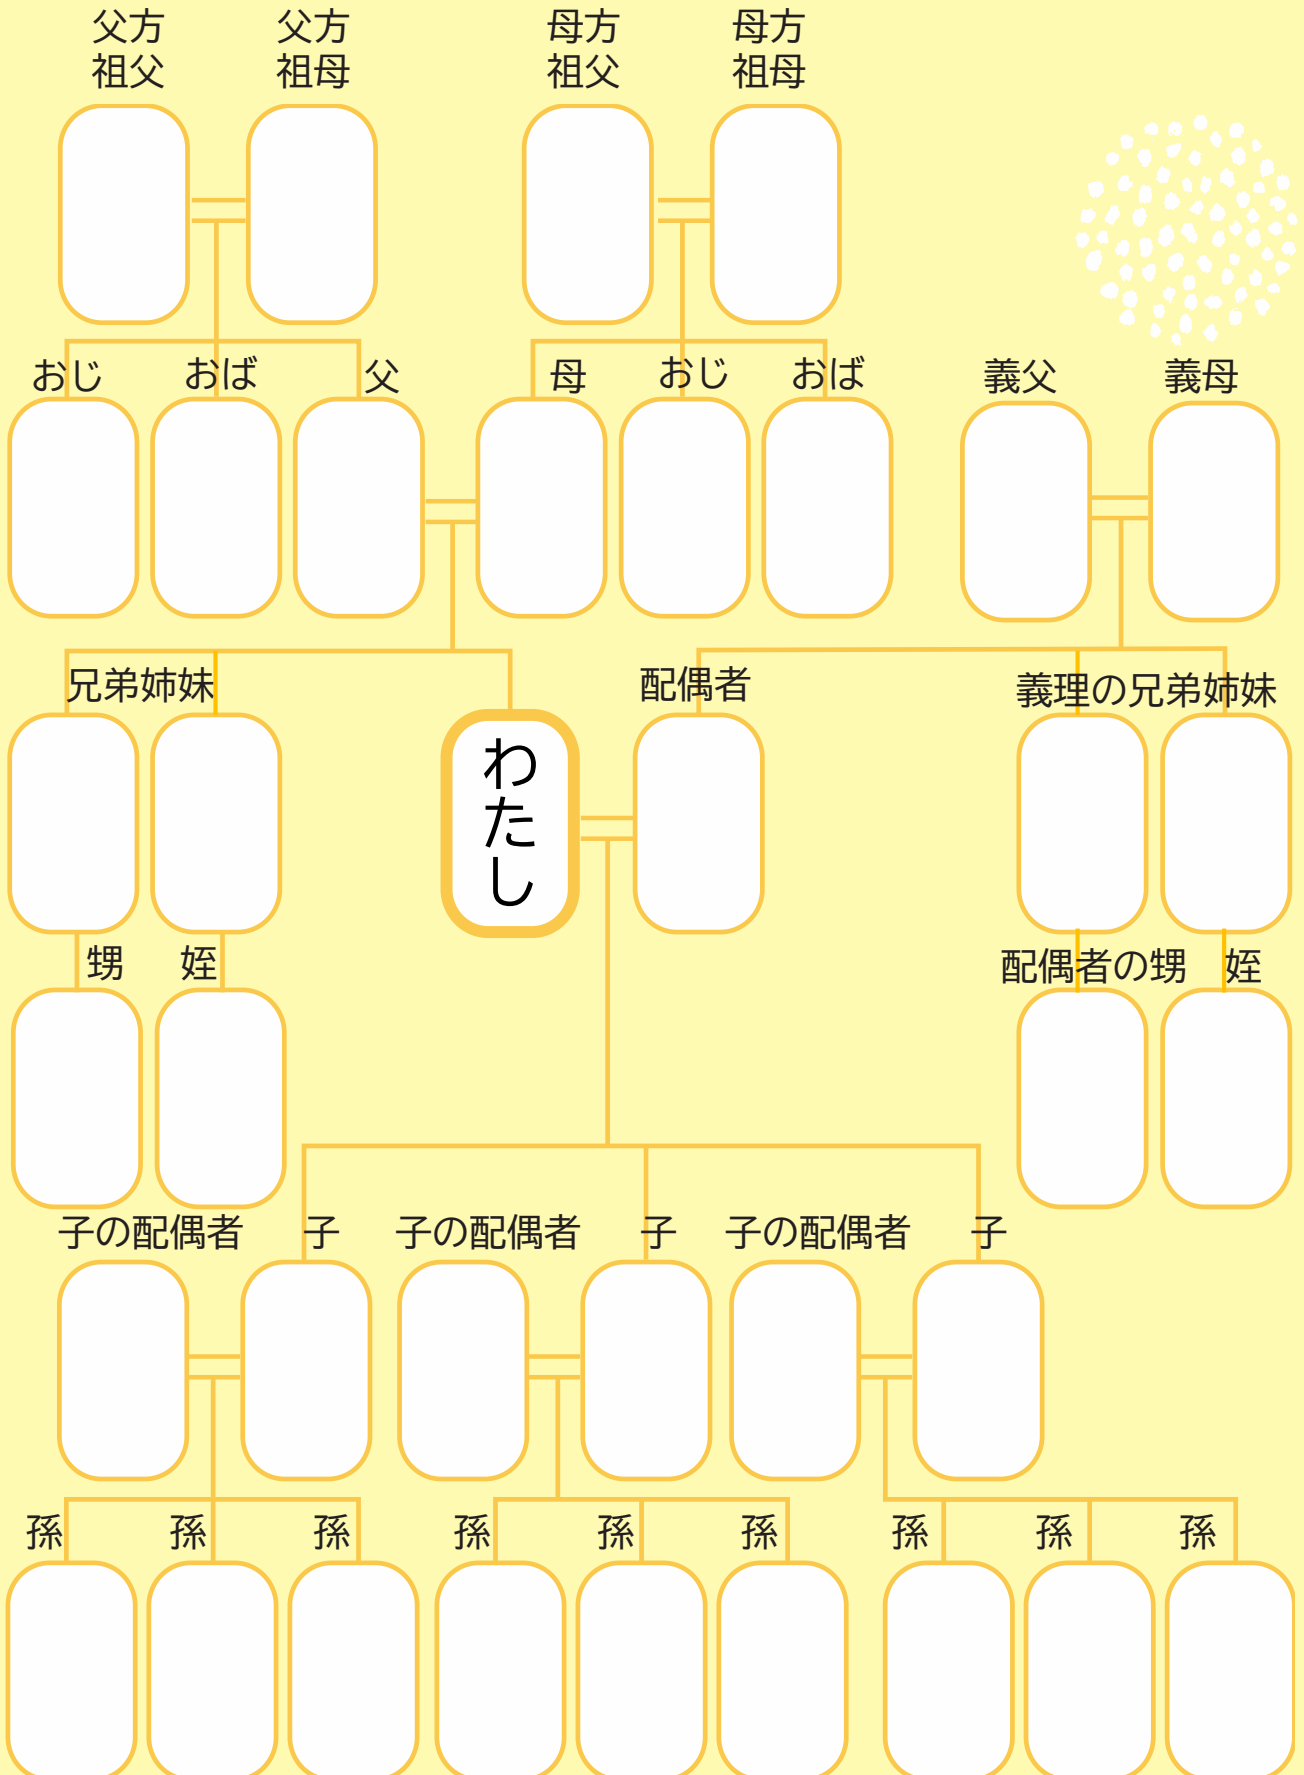 父方
祖父
父方
祖母
母方
祖父
母方
祖母
おじ
おば
父
母
おじ
おば
義父
義母
兄弟姉妹
配偶者
義理の兄弟姉妹
わたし
甥
姪
配偶者の甥
姪
子の配偶者
子
子の配偶者
子
子の配偶者
子
孫
孫
孫
孫
孫
孫
孫
孫
孫